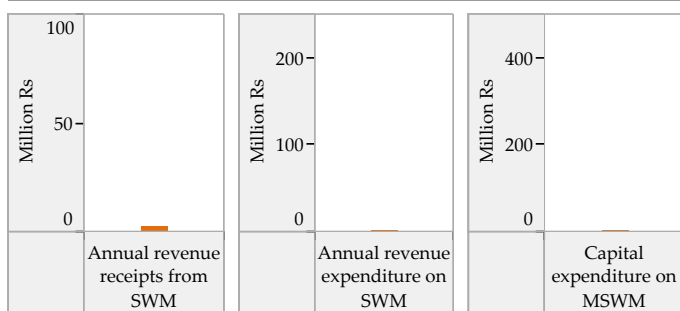 Million Rs
100
50
0
Annual revenue
receipts from
SWM
Million Rs
200
100
0
Annual revenue
expenditure on
SWM
Million Rs
400
200
0
Capital
expenditure on
MSWM